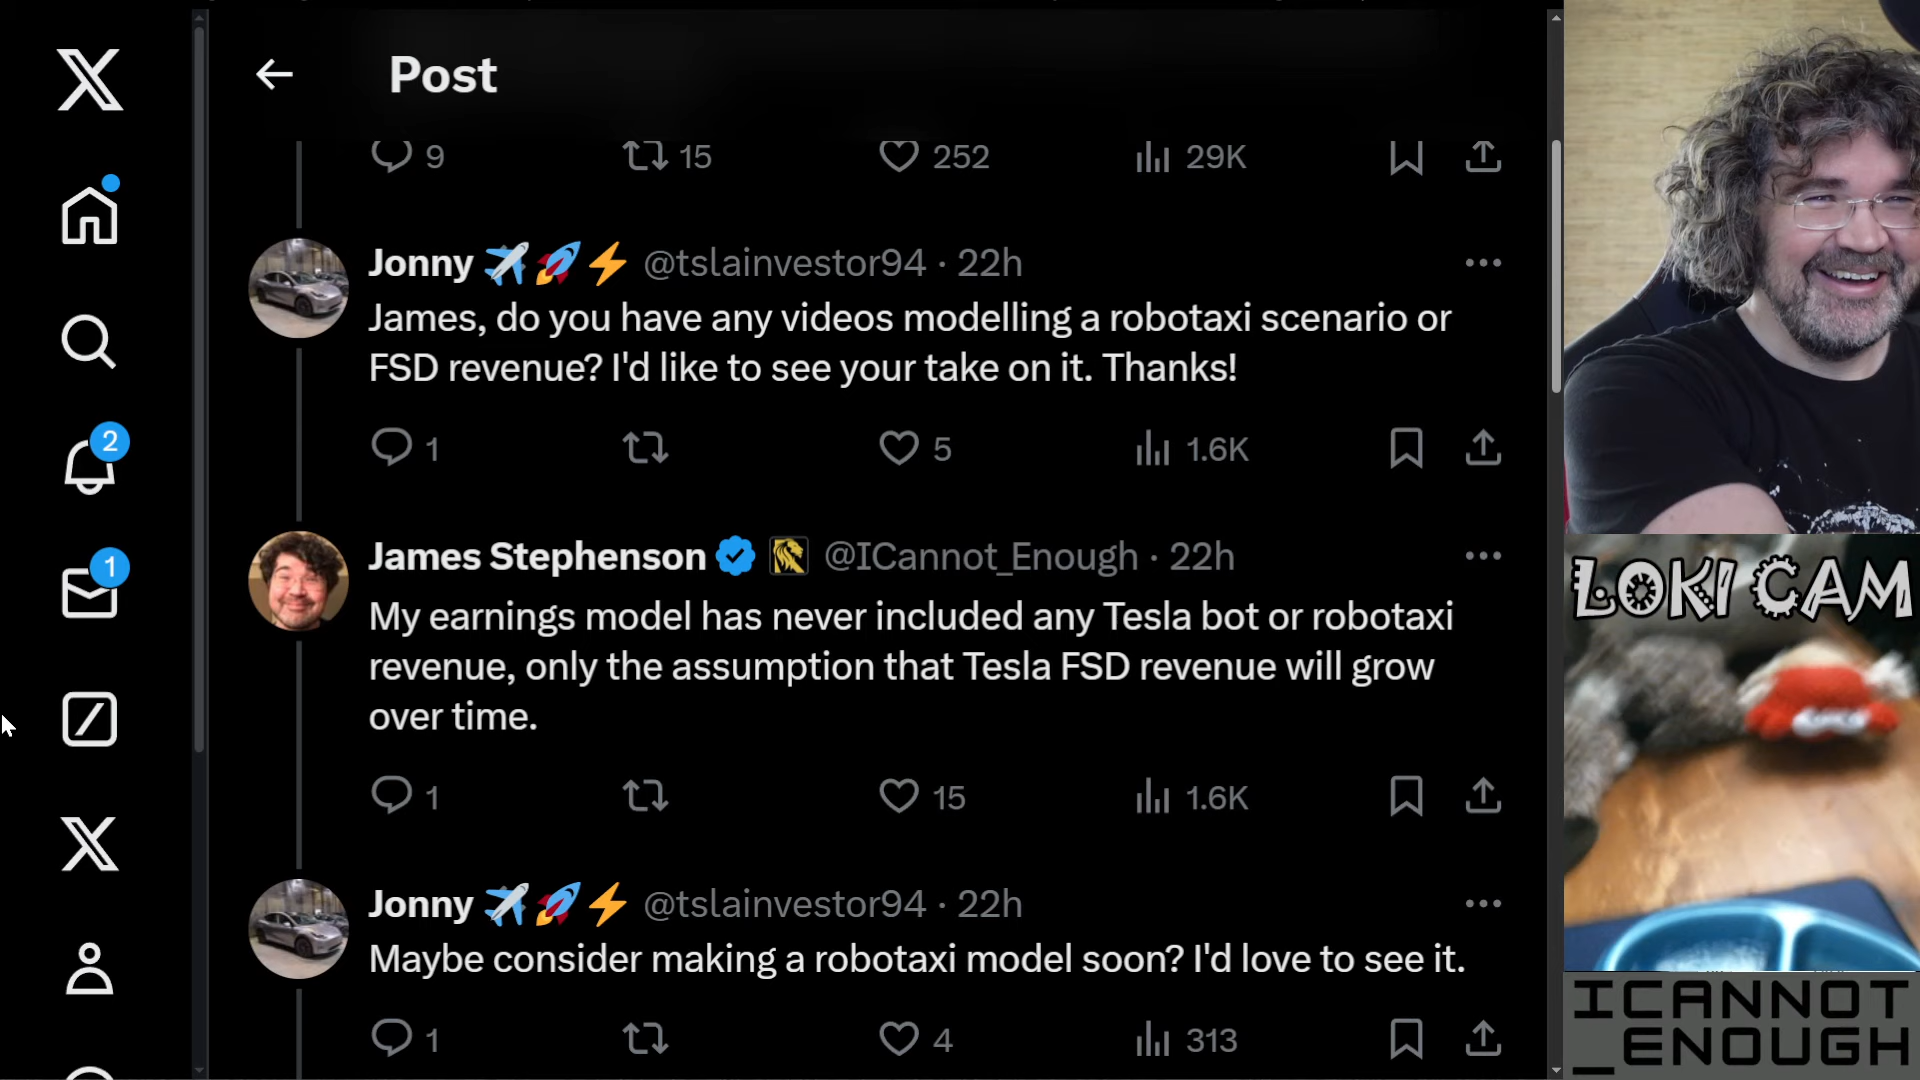 Post
9 15 252 29K
Jonny ✈️🚀⚡ @tslainvestor94 · 22h
James, do you have any videos modelling a robotaxi scenario or
FSD revenue? I'd like to see your take on it. Thanks!
1 5 1.6K
2
James Stephenson @ICannot_Enough · 22h
1
My earnings model has never included any Tesla bot or robotaxi
revenue, only the assumption that Tesla FSD revenue will grow
over time.
1 15 1.6K
Jonny ✈️🚀⚡ @tslainvestor94 · 22h
Maybe consider making a robotaxi model soon? I'd love to see it.
1 4 313
LOKI CAM
ICANNOT
_ENOUGH